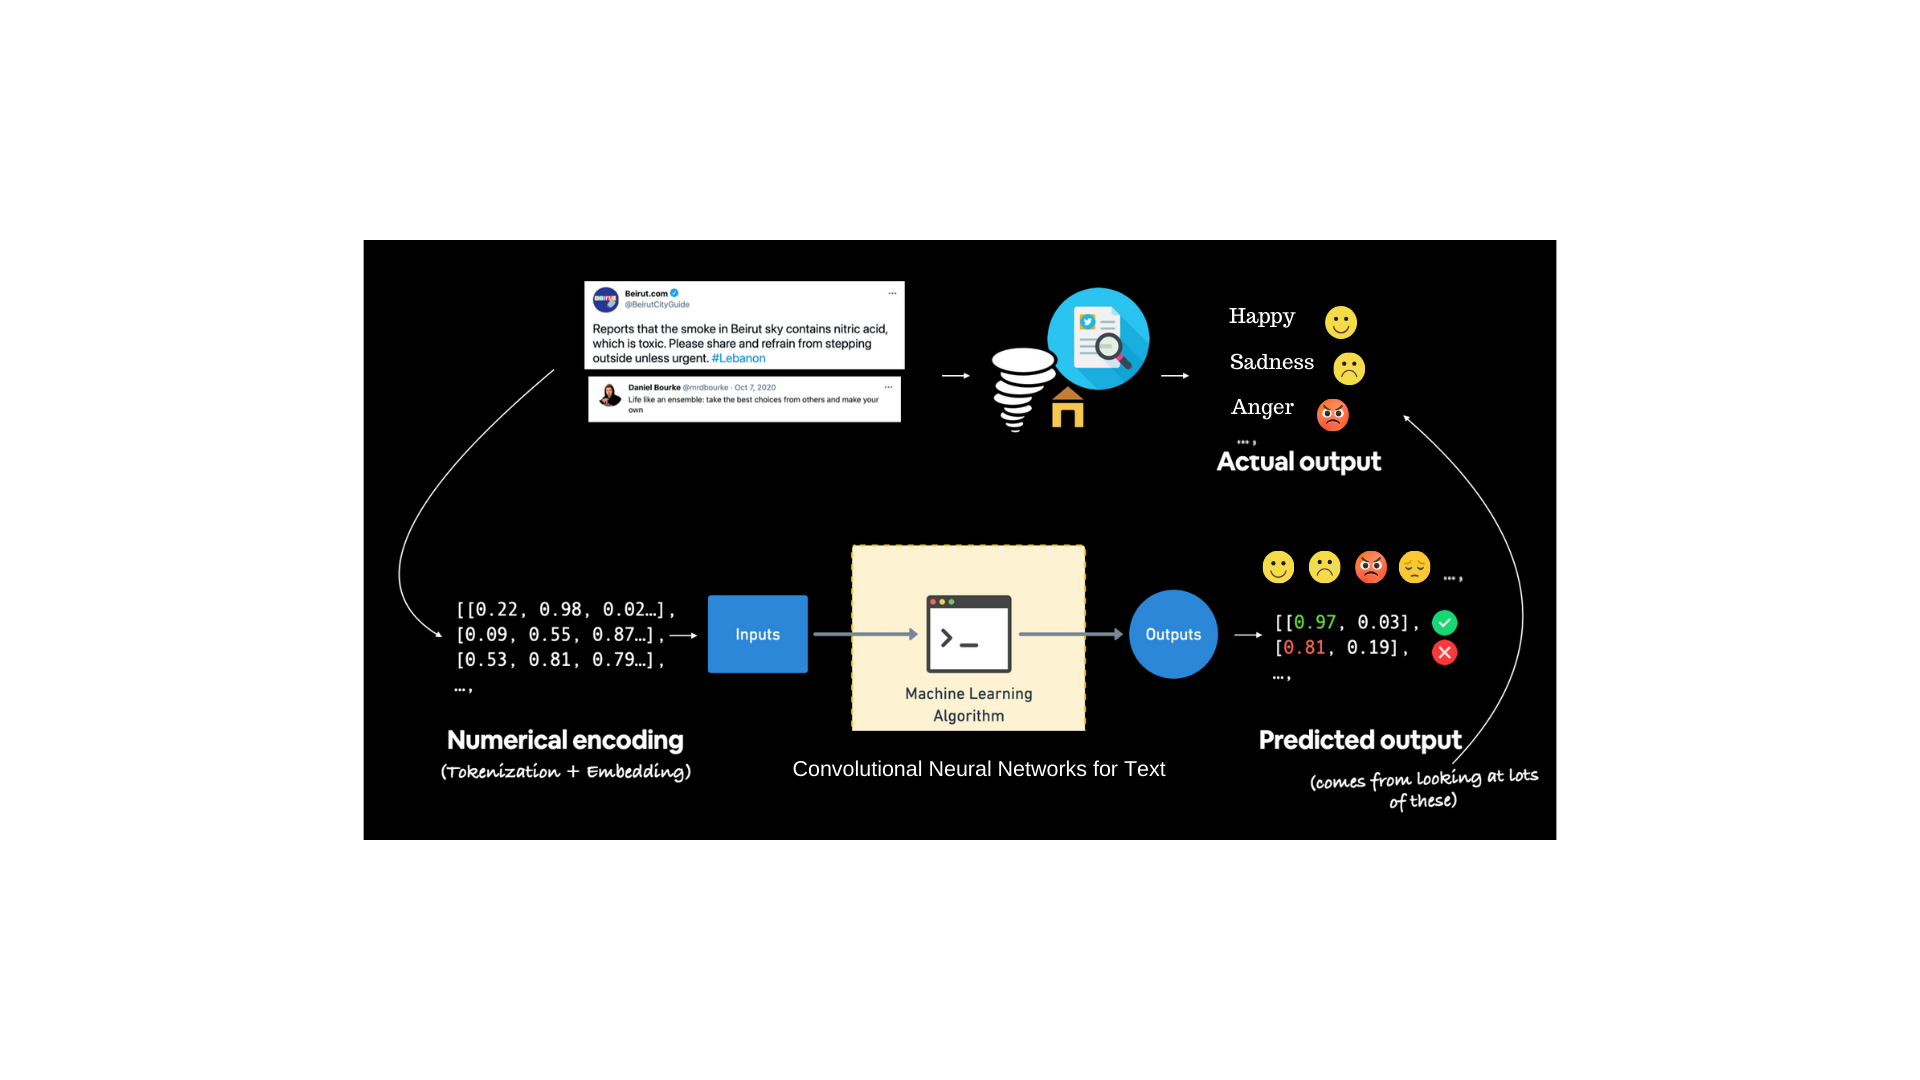 Beirut.com
@BeirutCityGuide
...
Reports that the smoke in Beirut sky contains nitric acid,
which is toxic. Please share and refrain from stepping
outside unless urgent. #Lebanon
Daniel Bourke @mrdbourke · Oct 7, 2020
...
Life like an ensemble: take the best choices from others and make your
own
Happy
Sadness
Anger
...,
Actual output
...,
[[0.22, 0.98, 0.02…],
[0.09, 0.55, 0.87…],
[0.53, 0.81, 0.79…],
…,
Numerical encoding
(Tokenization + Embedding)
Inputs
Machine Learning
Algorithm
Convolutional Neural Networks for Text
Outputs
[[0.97, 0.03],
[0.81, 0.19],
…,
Predicted output
(comes from looking at lots
of these)